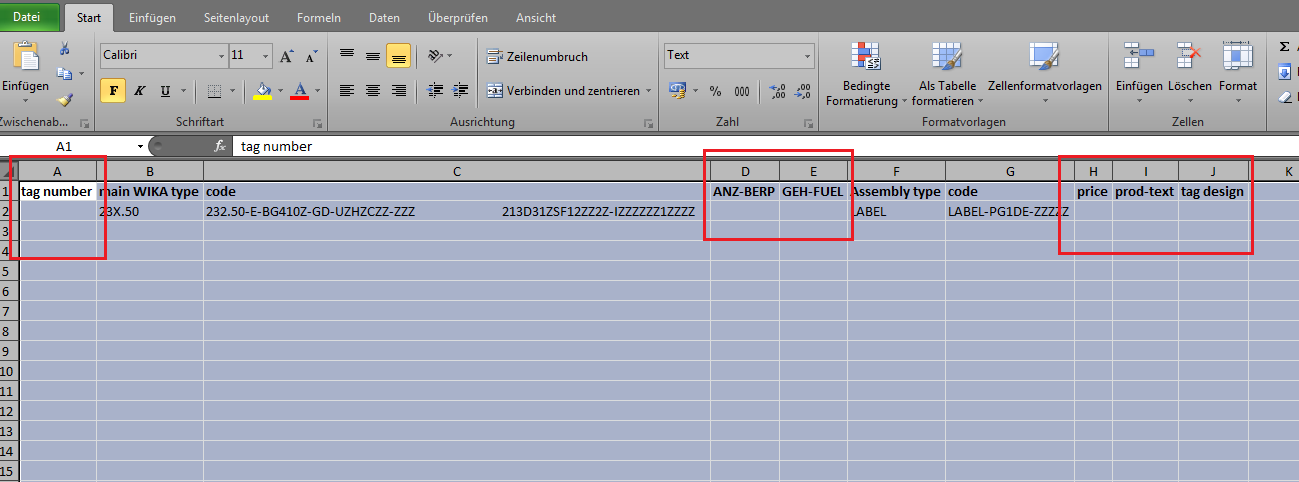 Datei Start Einfügen Seitenlayout Formeln Daten Überprüfen Ansicht
Calibri 11 Zeilenumbruch Text
Einfügen F K U A Verbinden und zentrieren % 000 Bedingte Formatierung Als Tabelle formatieren Zellenformatvorlagen Einfügen Löschen Format
Zwischenab... Schriftart Ausrichtung Zahl Formatvorlagen Zellen
A1 fx tag number
A B C D E F G H I J K
1 tag number main WIKA type code ANZ-BERP GEH-FUEL Assembly type code price prod-text tag design
2 23X.50 232.50-E-BG410Z-GD-UZHZCZZ-ZZZ 213D31ZSF12ZZ2Z-IZZZZZZ1ZZZZ LABEL LABEL-PG1DE-ZZZZZ
3
4
5
6
7
8
9
10
11
12
13
14
15